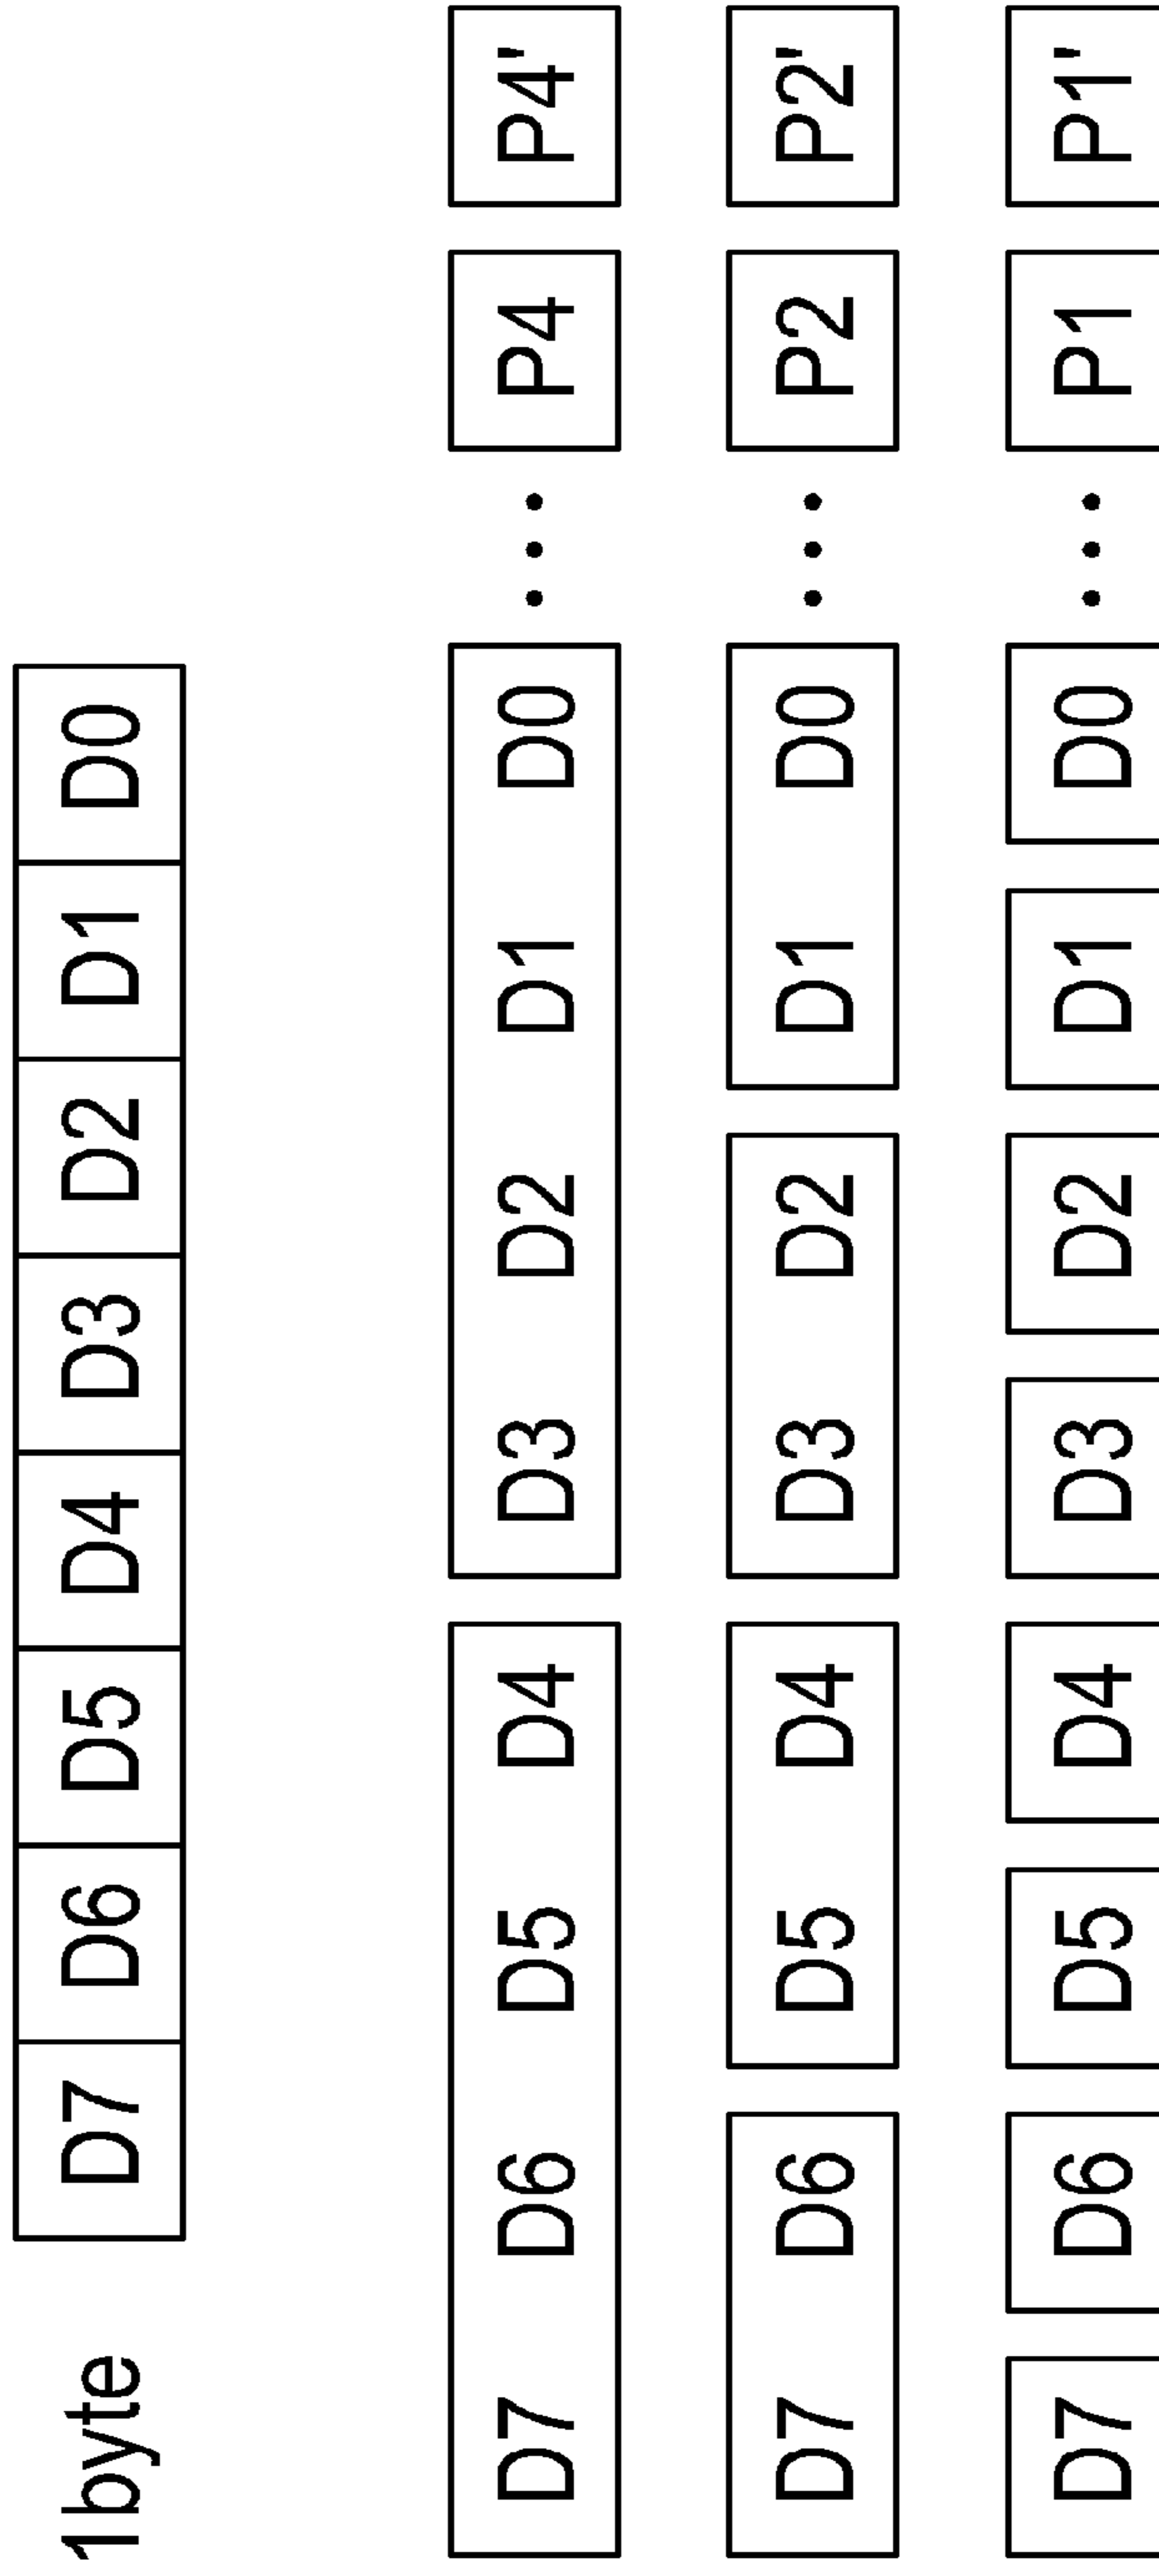 1byte D7 D6 D5 D4 D3 D2 D1 D0
D7 D6 D5 D4 D3 D2 D1 D0 ... P4 P4'
D7 D6 D5 D4 D3 D2 D1 D0 ... P2 P2'
D7 D6 D5 D4 D3 D2 D1 D0 ... P1 P1'